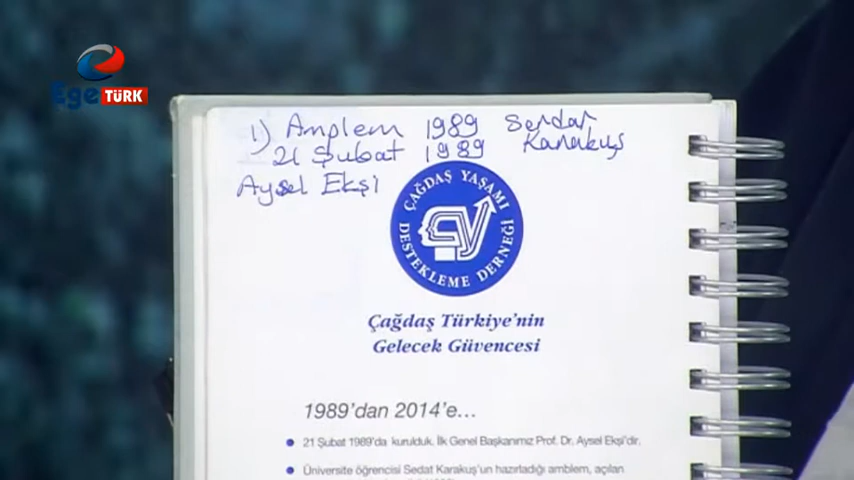 Ege TÜRK
1) Amplem 1989 Serdar
21 Şubat 1989 Karakuş
Aysel Ekşi
ÇAĞDAŞ YAŞAMI
DESTEKLEME DERNEĞİ
Çağdaş Türkiye'nin
Gelecek Güvencesi
1989'dan 2014'e...
21 Şubat 1989'da kuruldu. İlk Genel Başkanımız Prof. Dr. Aysel Ekşi'dir.
Üniversite öğrencisi Sedat Karakuş'un hazırladığı amblem, açılan